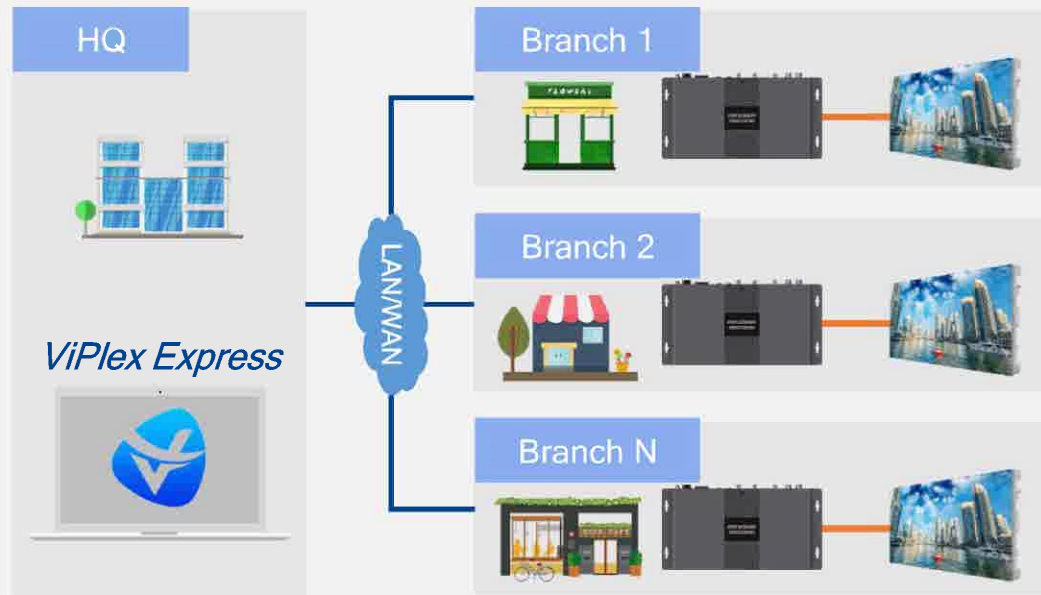 HQ
ViPlex Express
LAN/WAN
Branch 1
Branch 2
Branch N